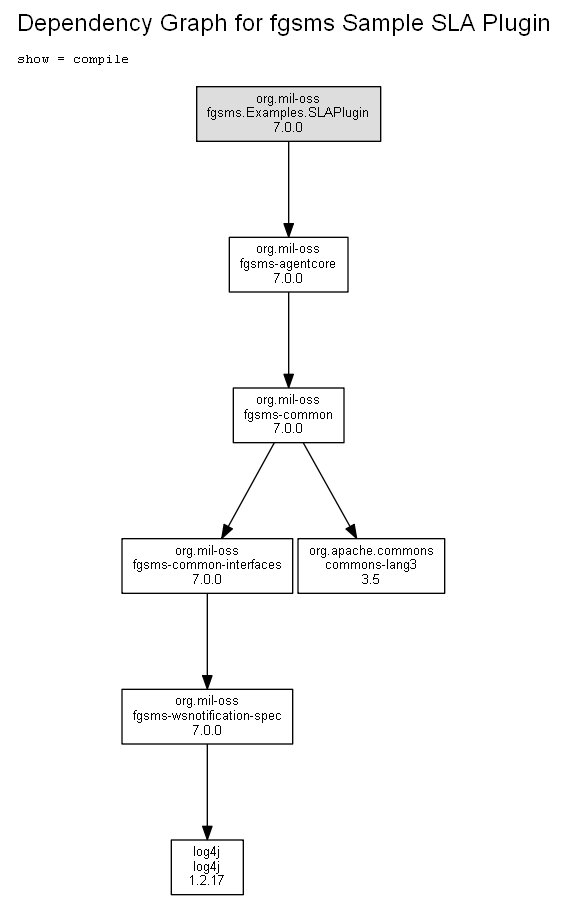 Dependency Graph for fgsms Sample SLA Plugin
show = compile
org.mil-oss
fgsms.Examples.SLAPlugin
7.0.0
org.mil-oss
fgsms-agentcore
7.0.0
org.mil-oss
fgsms-common
7.0.0
org.mil-oss
fgsms-common-interfaces
7.0.0
org.apache.commons
commons-lang3
3.5
org.mil-oss
fgsms-wsnotification-spec
7.0.0
log4j
log4j
1.2.17